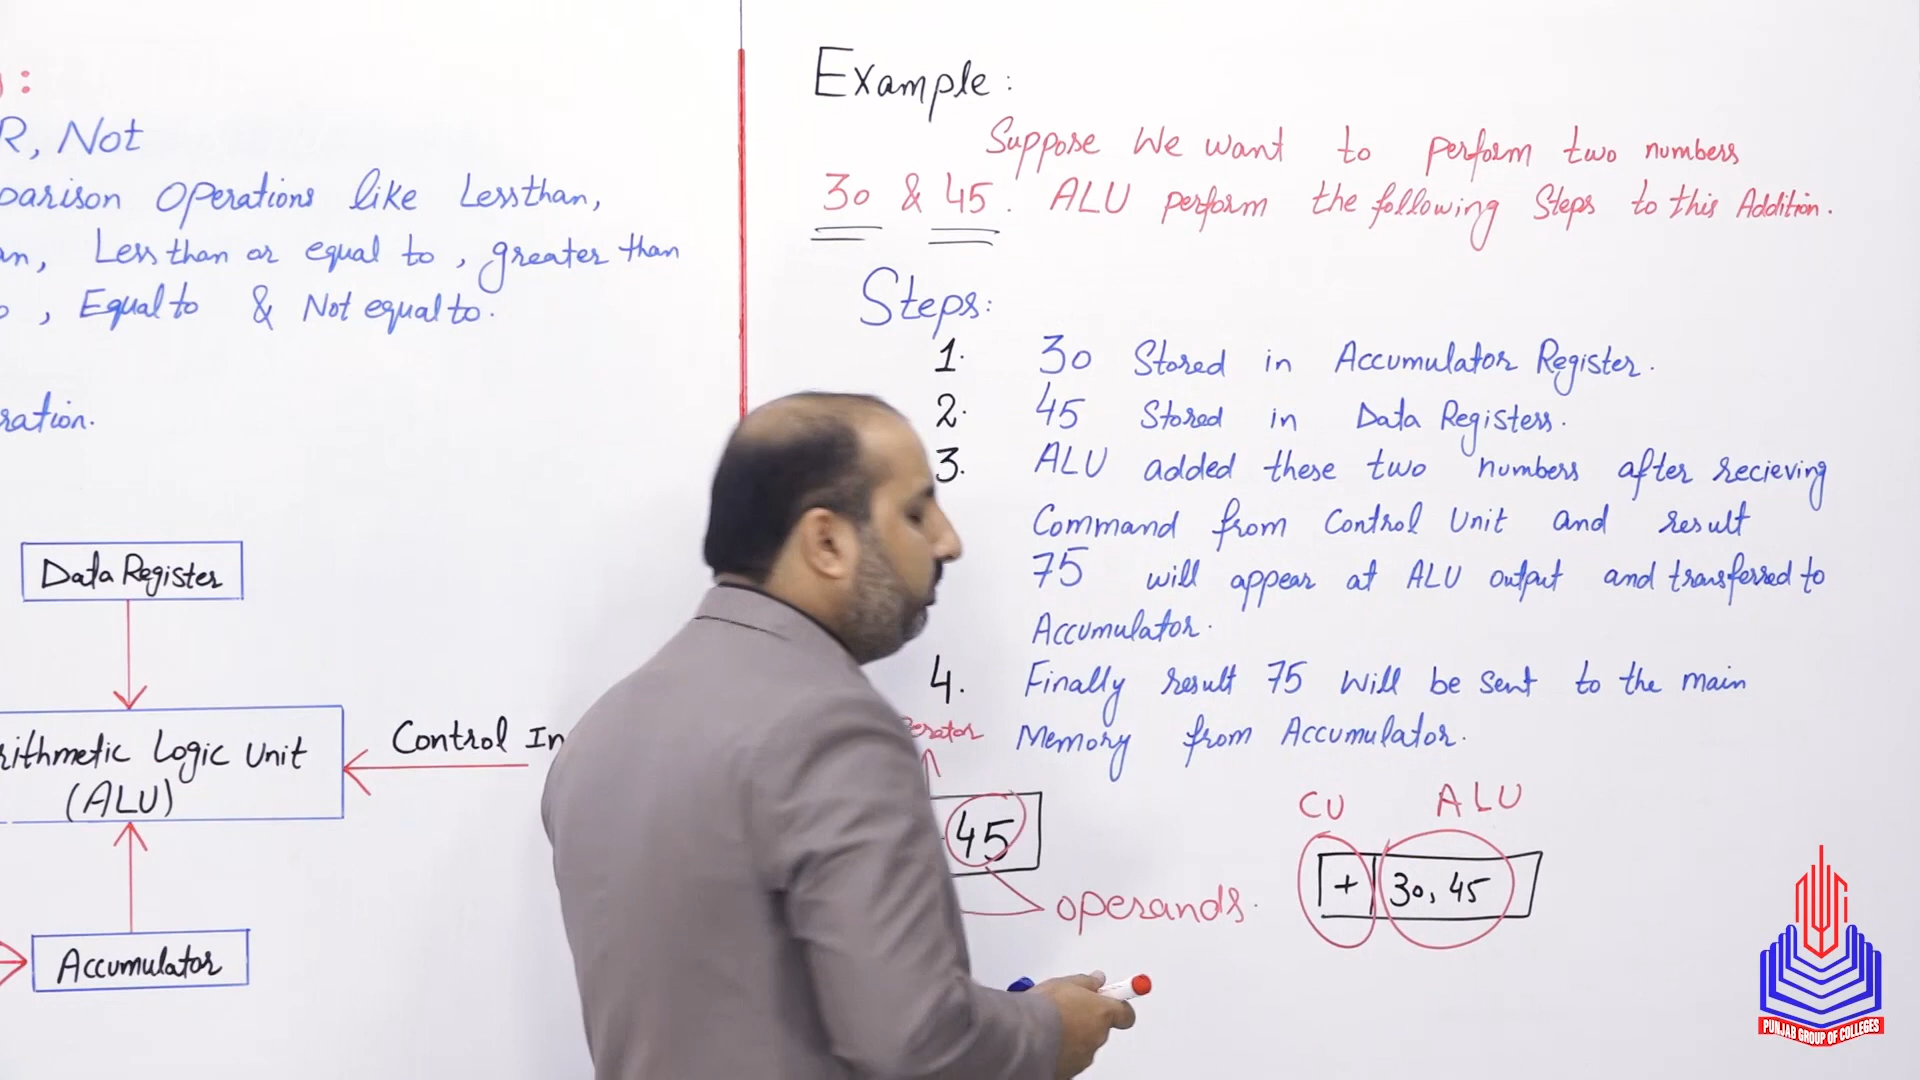 :
R, Not
parison Operations like Lessthan,
an, Less than or equal to, greater than
, Equal to & Not equal to.
ration.
Data Register
rithmetic Logic Unit
(ALU)
Control In
Accumulator
Example:
Suppose We want to perform two numbers
30 & 45. ALU perform the following Steps to this Addition.
Steps:
1. 30 Stored in Accumulator Register.
2. 45 Stored in Data Registers.
3. ALU added these two numbers after recieving
Command from Control Unit and result
75 will appear at ALU output and transferred to
Accumulator.
4. Finally result 75 will be sent to the main
Memory from Accumulator.
erator
45
operands.
CU ALU
+ 30, 45
PUNJAB GROUP OF COLLEGES